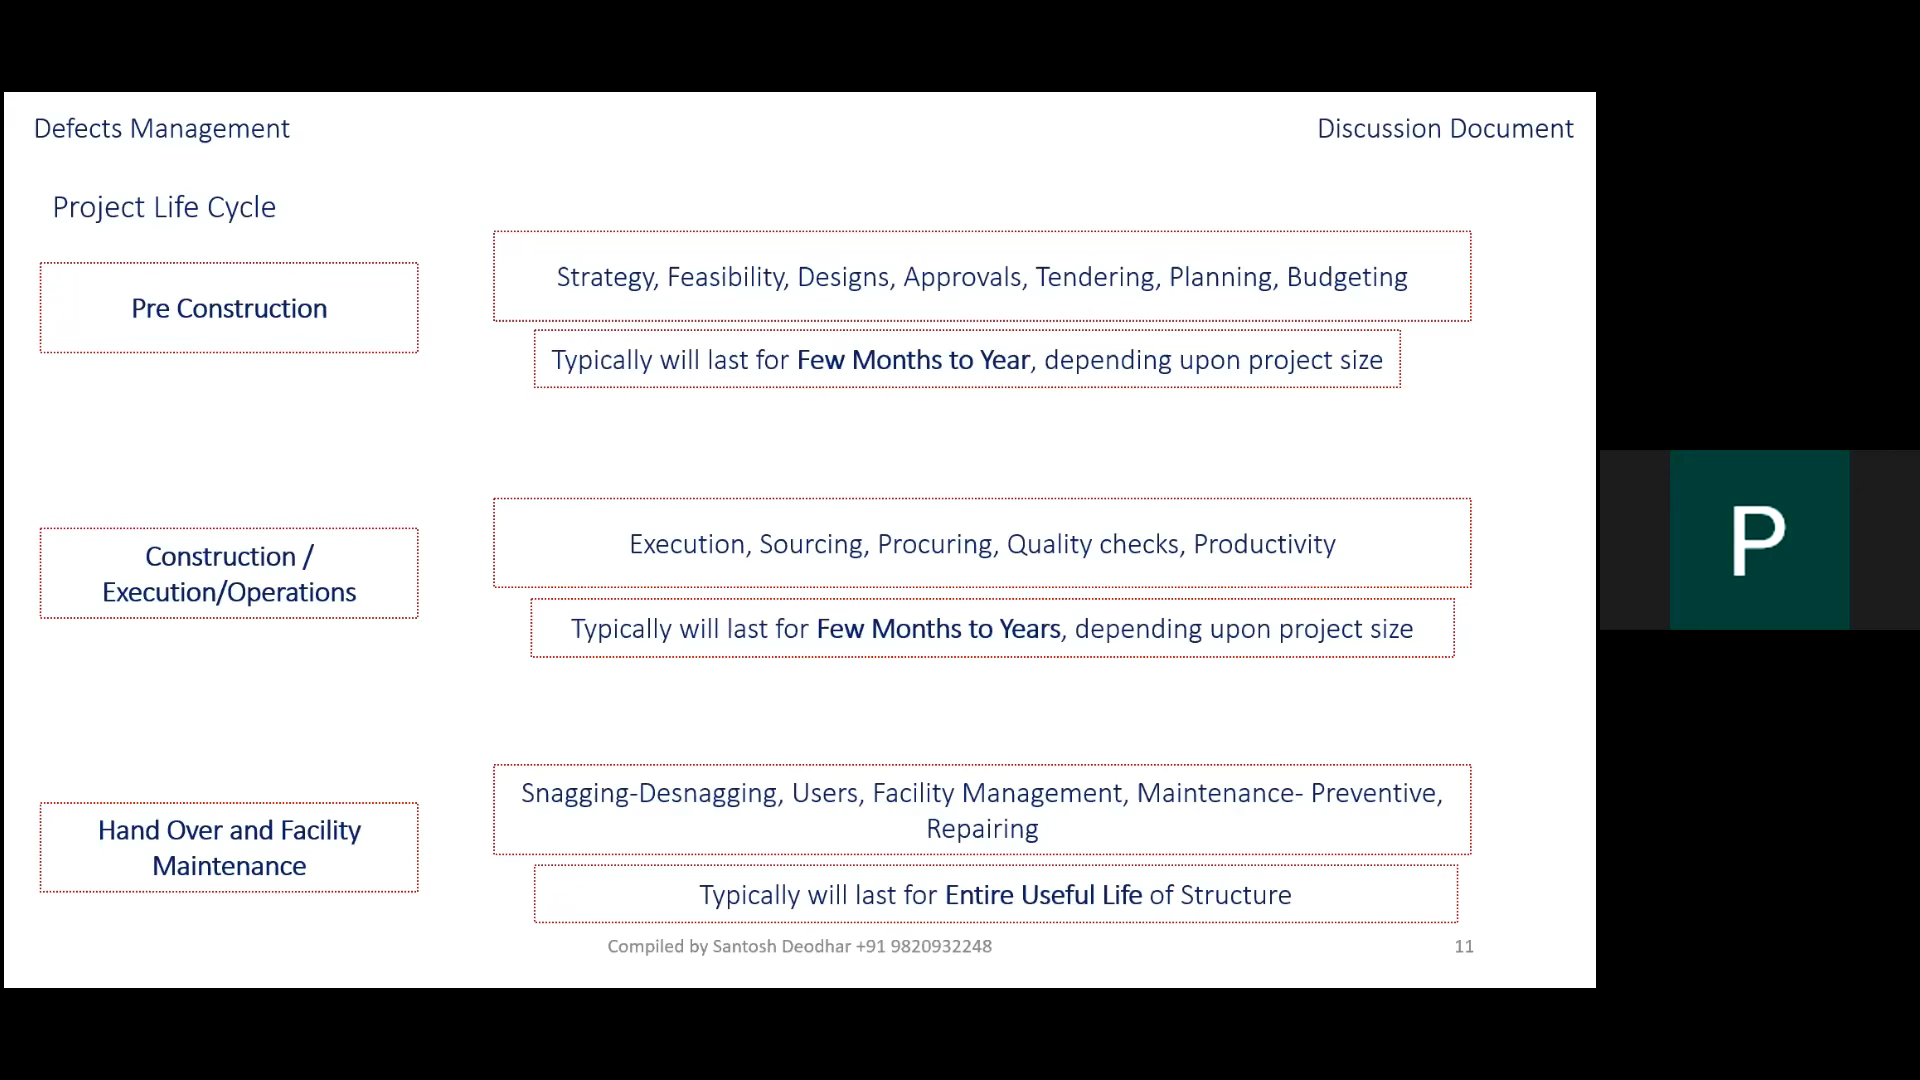 Defects Management
Discussion Document
Project Life Cycle
Pre Construction
Strategy, Feasibility, Designs, Approvals, Tendering, Planning, Budgeting
Typically will last for Few Months to Year, depending upon project size
Construction /
Execution/Operations
Execution, Sourcing, Procuring, Quality checks, Productivity
Typically will last for Few Months to Years, depending upon project size
Hand Over and Facility
Maintenance
Snagging-Desnagging, Users, Facility Management, Maintenance- Preventive,
Repairing
Typically will last for Entire Useful Life of Structure
Compiled by Santosh Deodhar +91 9820932248
11
P